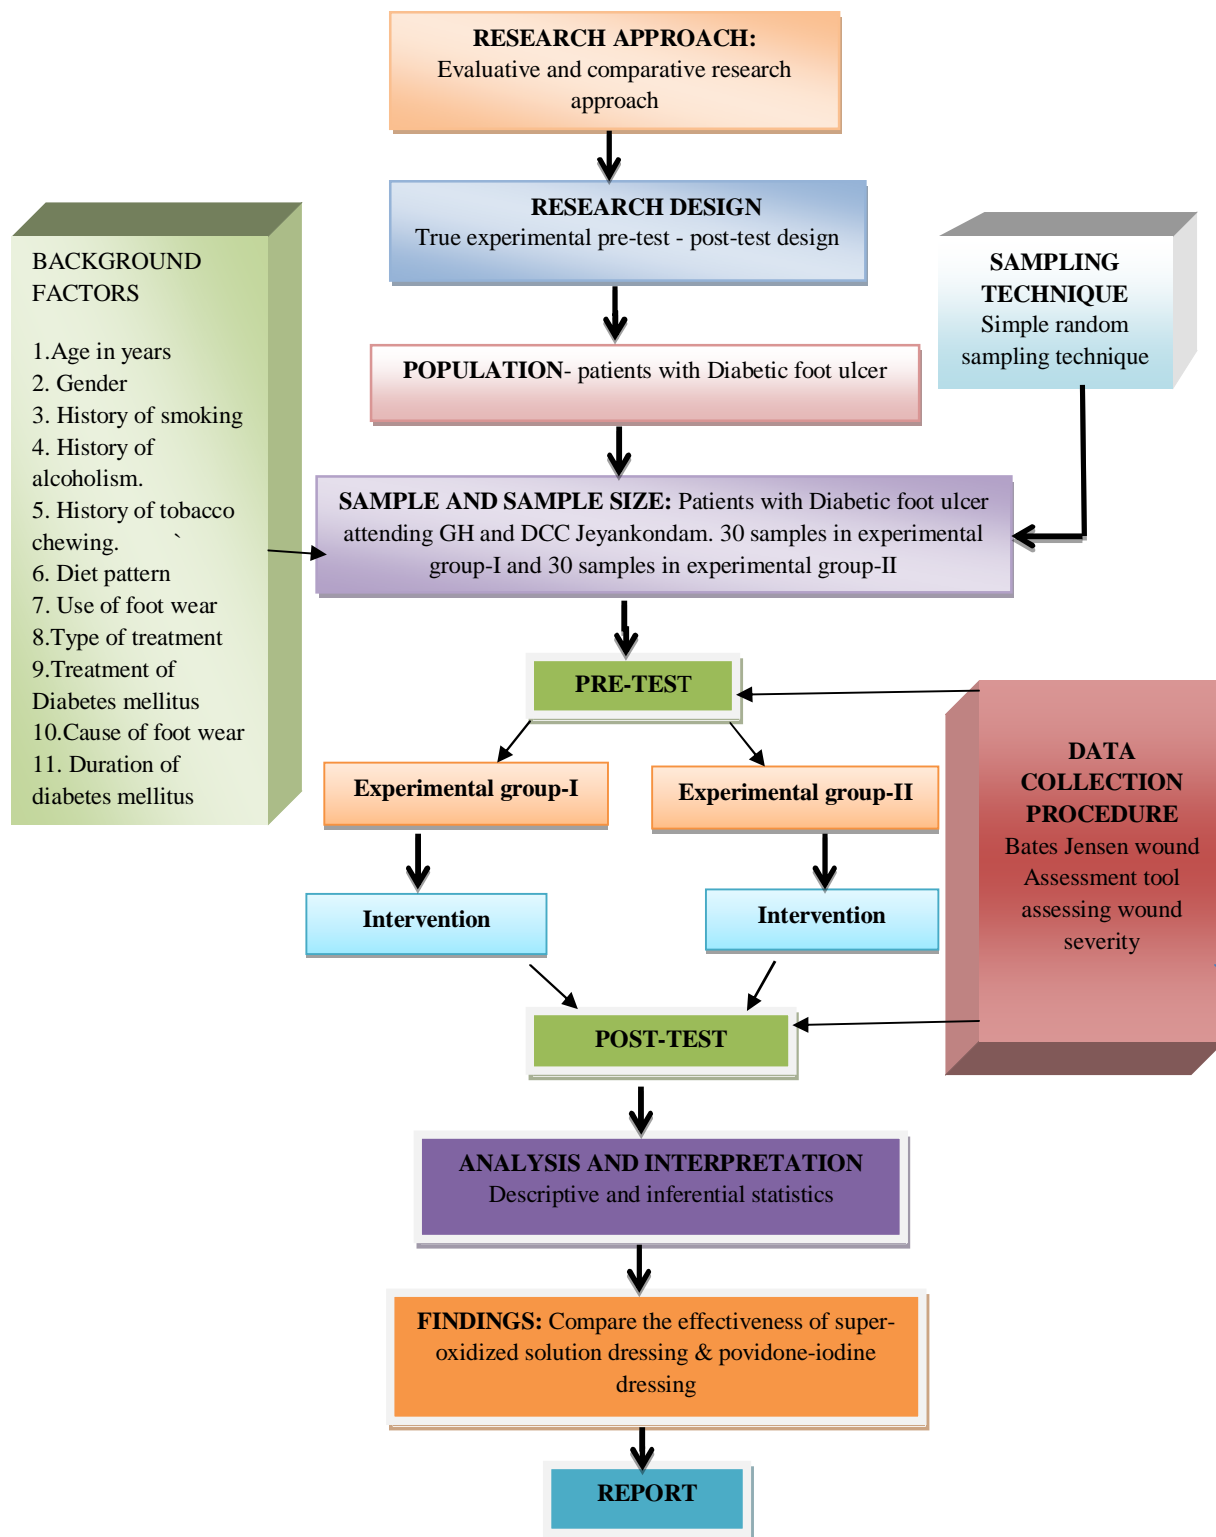 RESEARCH APPROACH:
Evaluative and comparative research
approach
RESEARCH DESIGN
True experimental pre-test - post-test design
BACKGROUND
FACTORS
1.Age in years
2. Gender
3. History of smoking
4. History of
alcoholism.
5. History of tobacco
chewing. `
6. Diet pattern
7. Use of foot wear
8.Type of treatment
9.Treatment of
Diabetes mellitus
10.Cause of foot wear
11. Duration of
diabetes mellitus
SAMPLING
TECHNIQUE
Simple random
sampling technique
POPULATION- patients with Diabetic foot ulcer
SAMPLE AND SAMPLE SIZE: Patients with Diabetic foot ulcer
attending GH and DCC Jeyankondam. 30 samples in experimental
group-I and 30 samples in experimental group-II
PRE-TEST
Experimental group-I
Experimental group-II
Intervention
Intervention
DATA
COLLECTION
PROCEDURE
Bates Jensen wound
Assessment tool
assessing wound
severity
POST-TEST
ANALYSIS AND INTERPRETATION
Descriptive and inferential statistics
FINDINGS: Compare the effectiveness of super-
oxidized solution dressing & povidone-iodine
dressing
REPORT